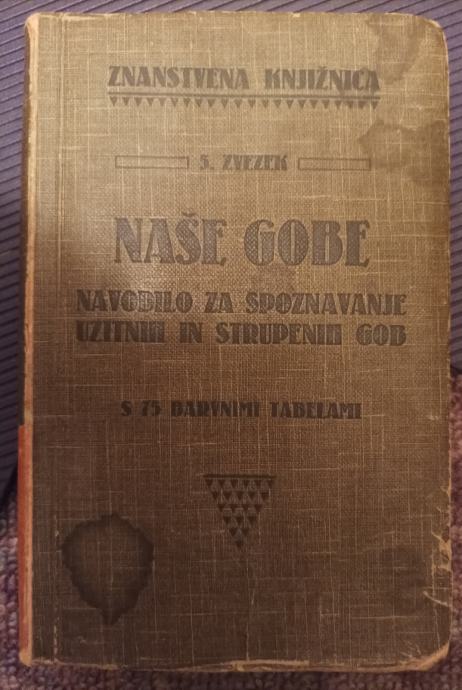 ZNANSTVENA KNJIŽNICA
5. ZVEZEK
NAŠE GOBE
NAVODILO ZA SPOZNAVANJE
UŽITNIH IN STRUPENIH GOB
S 75 BARVNIMI TABELAMI